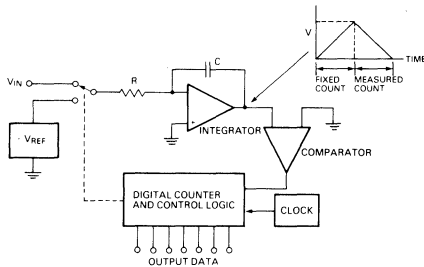 V
TIME
FIXED COUNT
MEASURED COUNT
C
R
VIN
- VREF
+
INTEGRATOR
COMPARATOR
DIGITAL COUNTER
AND CONTROL LOGIC
CLOCK
OUTPUT DATA